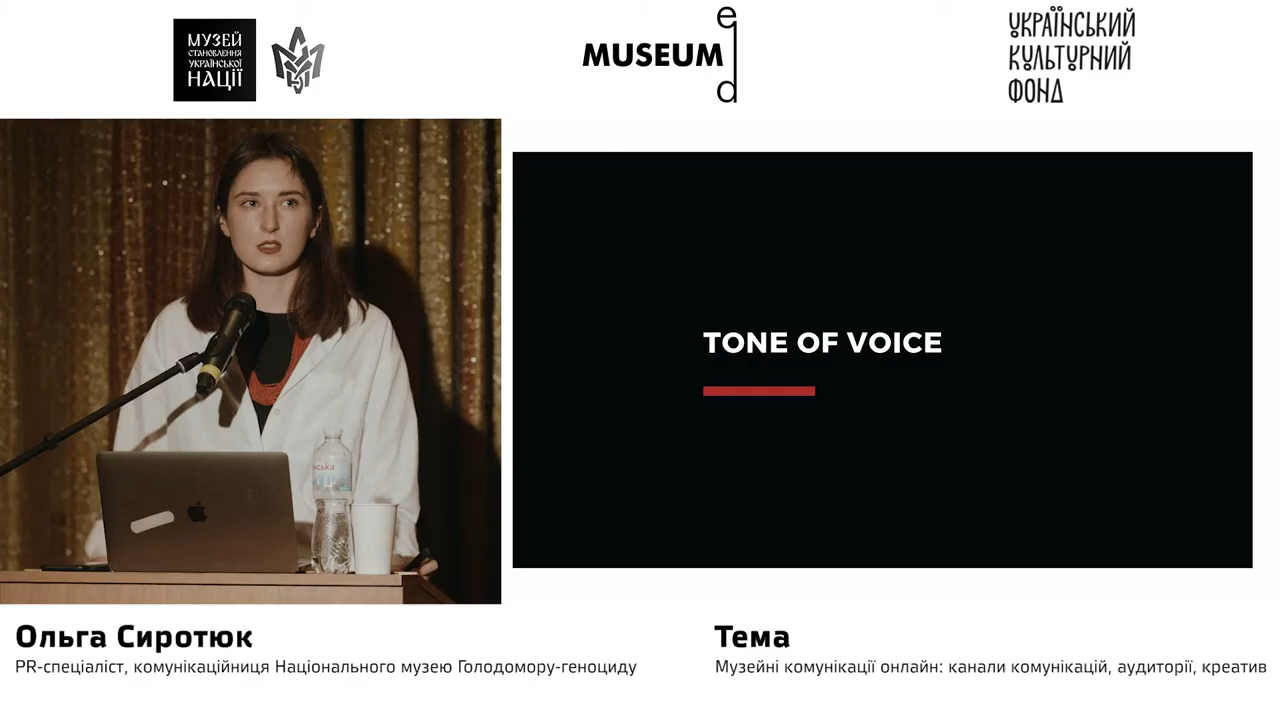 МУЗЕЙ
СТАНОВЛЕННЯ
УКРАЇНСЬКОЇ
НАЦІЇ
MUSEUM
ed
УКРАЇНСЬКИЙ
КУЛЬТУРНИЙ
ФОНД
TONE OF VOICE
Ольга Сиротюк
PR-спеціаліст, комунікаційниця Національного музею Голодомору-геноциду
Тема
Музейні комунікації онлайн: канали комунікацій, аудиторії, креатив